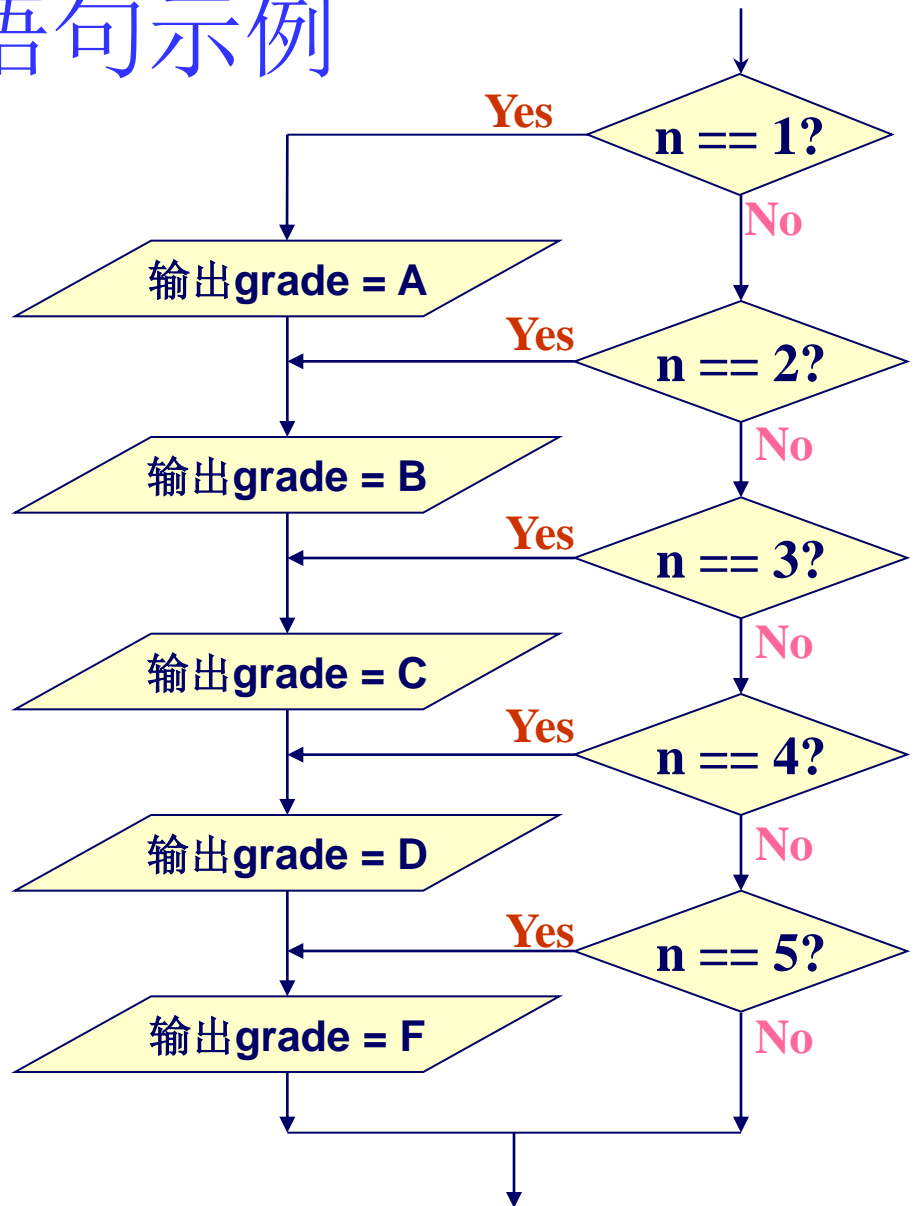 语句示例
Yes
n == 1?
No
输出grade = A
Yes
n == 2?
No
输出grade = B
Yes
n == 3?
No
输出grade = C
Yes
n == 4?
No
输出grade = D
Yes
n == 5?
No
输出grade = F